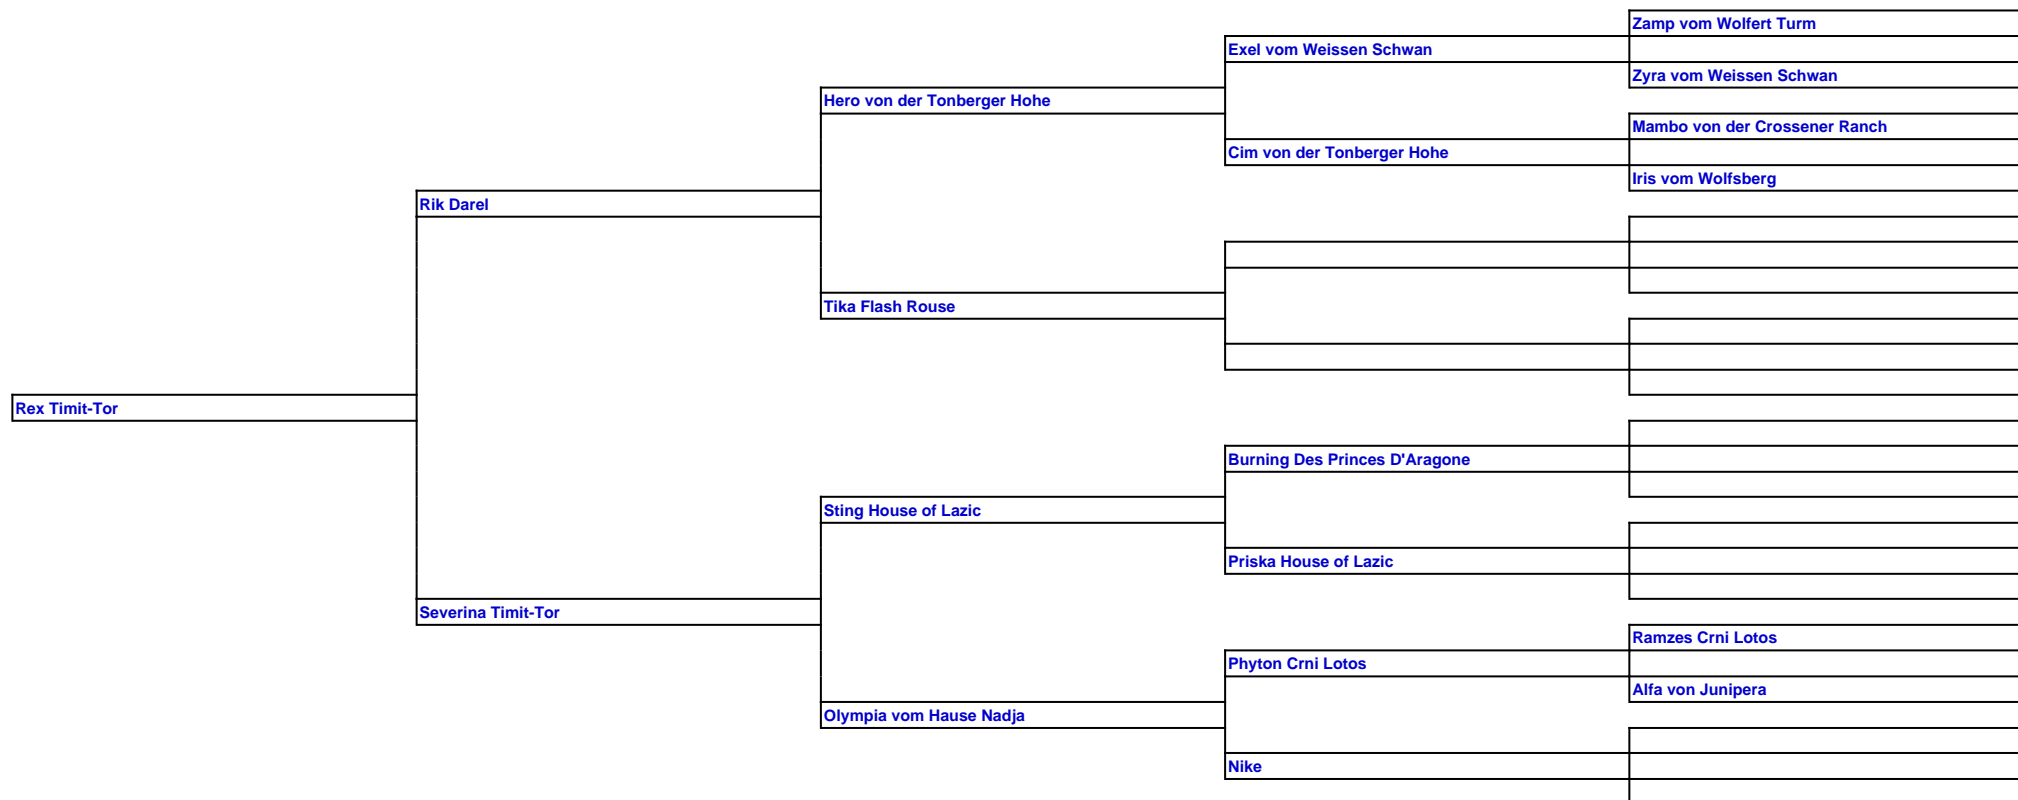 Zamp vom Wolfert Turm
Exel vom Weissen Schwan
Zyra vom Weissen Schwan
Hero von der Tonberger Hohe
Mambo von der Crossener Ranch
Cim von der Tonberger Hohe
Iris vom Wolfsberg
Rik Darel
Tika Flash Rouse
Rex Timit-Tor
Burning Des Princes D'Aragone
Sting House of Lazic
Priska House of Lazic
Severina Timit-Tor
Ramzes Crni Lotos
Phyton Crni Lotos
Alfa von Junipera
Olympia vom Hause Nadja
Nike